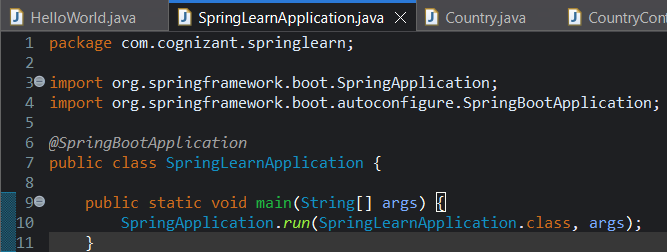 HelloWorld.java SpringLearnApplication.java Country.java CountryCon
1 package com.cognizant.springlearn;
2
3 import org.springframework.boot.SpringApplication;
4 import org.springframework.boot.autoconfigure.SpringBootApplication;
5
6 @SpringBootApplication
7 public class SpringLearnApplication {
8
9 public static void main(String[] args) {
10 SpringApplication.run(SpringLearnApplication.class, args);
11 }